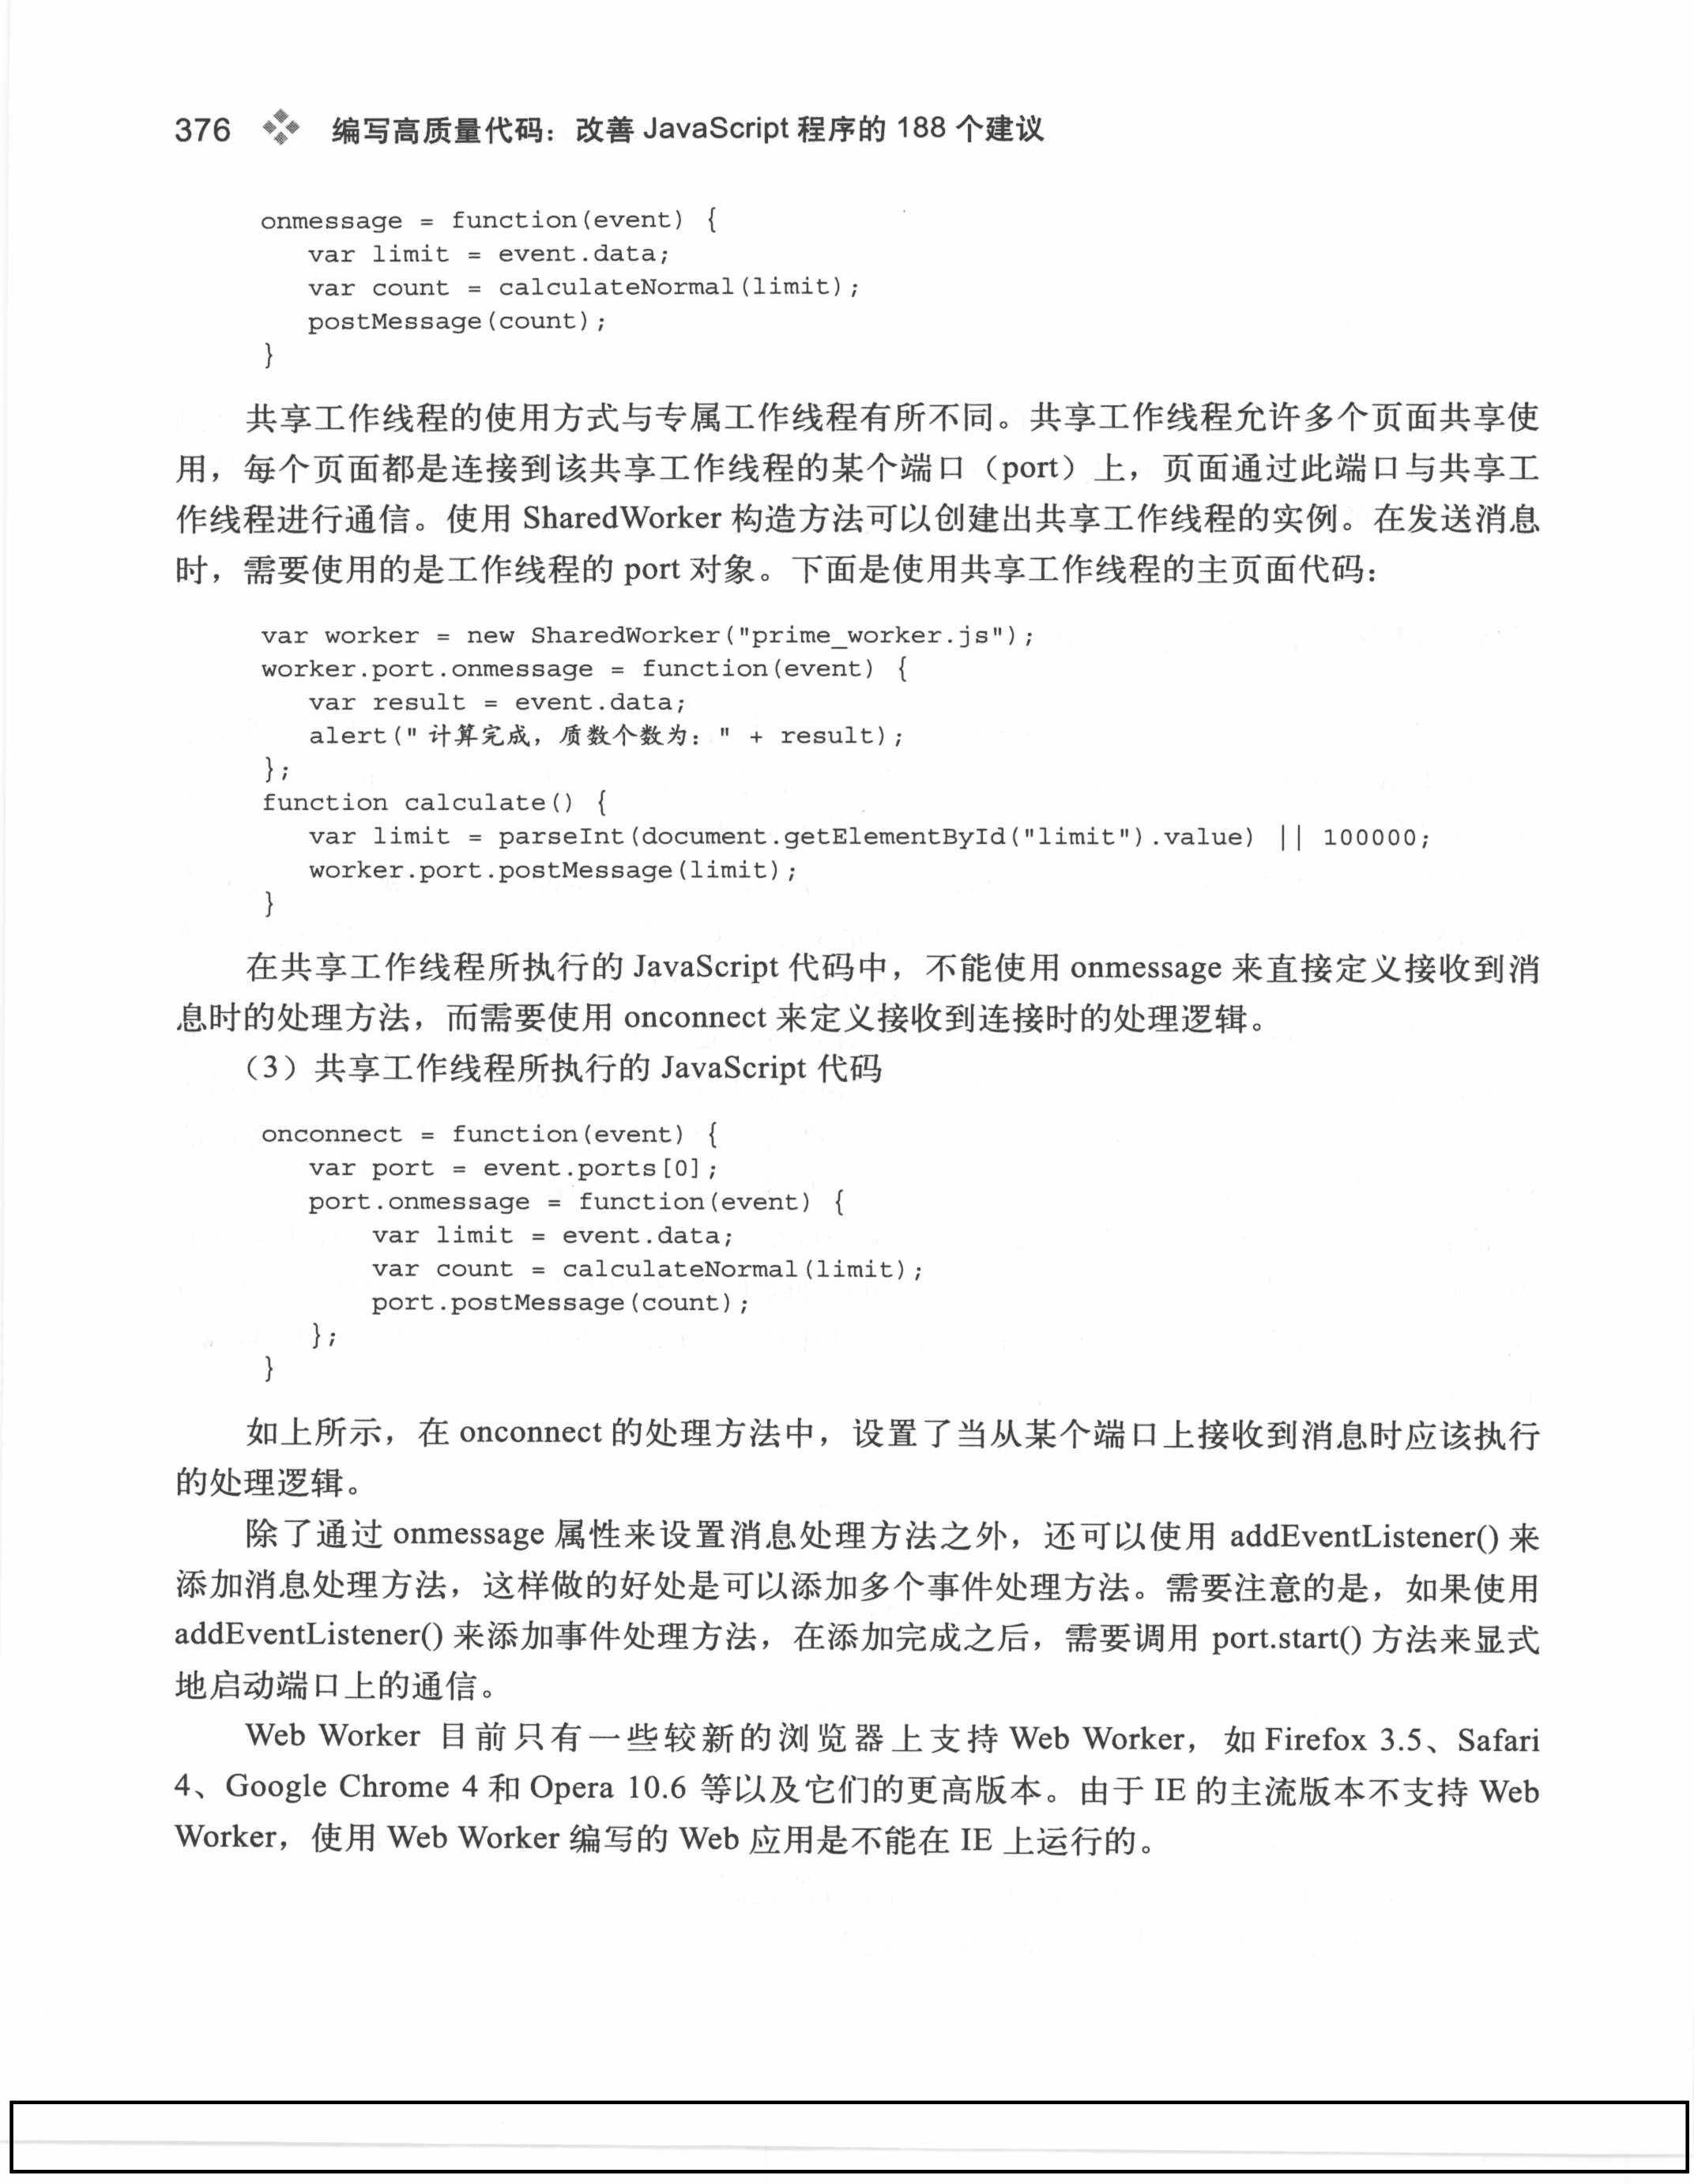 376 编写高质量代码：改善 JavaScript 程序的 188 个建议
onmessage = function(event) {
var limit = event.data;
var count = calculateNormal(limit);
postMessage(count);
}
共享工作线程的使用方式与专属工作线程有所不同。共享工作线程允许多个页面共享使
用，每个页面都是连接到该共享工作线程的某个端口（port）上，页面通过此端口与共享工
作线程进行通信。使用 SharedWorker 构造方法可以创建出共享工作线程的实例。在发送消息
时，需要使用的是工作线程的 port 对象。下面是使用共享工作线程的主页面代码：
var worker = new SharedWorker("prime_worker.js");
worker.port.onmessage = function(event) {
var result = event.data;
alert(" 计算完成，质数个数为： " + result);
};
function calculate() {
var limit = parseInt(document.getElementById("limit").value) || 100000;
worker.port.postMessage(limit);
}
在共享工作线程所执行的 JavaScript 代码中，不能使用 onmessage 来直接定义接收到消
息时的处理方法，而需要使用 onconnect 来定义接收到连接时的处理逻辑。
（3）共享工作线程所执行的 JavaScript 代码
onconnect = function(event) {
var port = event.ports[0];
port.onmessage = function(event) {
var limit = event.data;
var count = calculateNormal(limit);
port.postMessage(count);
};
}
如上所示，在 onconnect 的处理方法中，设置了当从某个端口上接收到消息时应该执行
的处理逻辑。
除了通过 onmessage 属性来设置消息处理方法之外，还可以使用 addEventListener() 来
添加消息处理方法，这样做的好处是可以添加多个事件处理方法。需要注意的是，如果使用
addEventListener() 来添加事件处理方法，在添加完成之后，需要调用 port.start() 方法来显式
地启动端口上的通信。
Web Worker 目前只有一些较新的浏览器上支持 Web Worker，如 Firefox 3.5、Safari
4、Google Chrome 4 和 Opera 10.6 等以及它们的更高版本。由于 IE 的主流版本不支持 Web
Worker，使用 Web Worker 编写的 Web 应用是不能在 IE 上运行的。